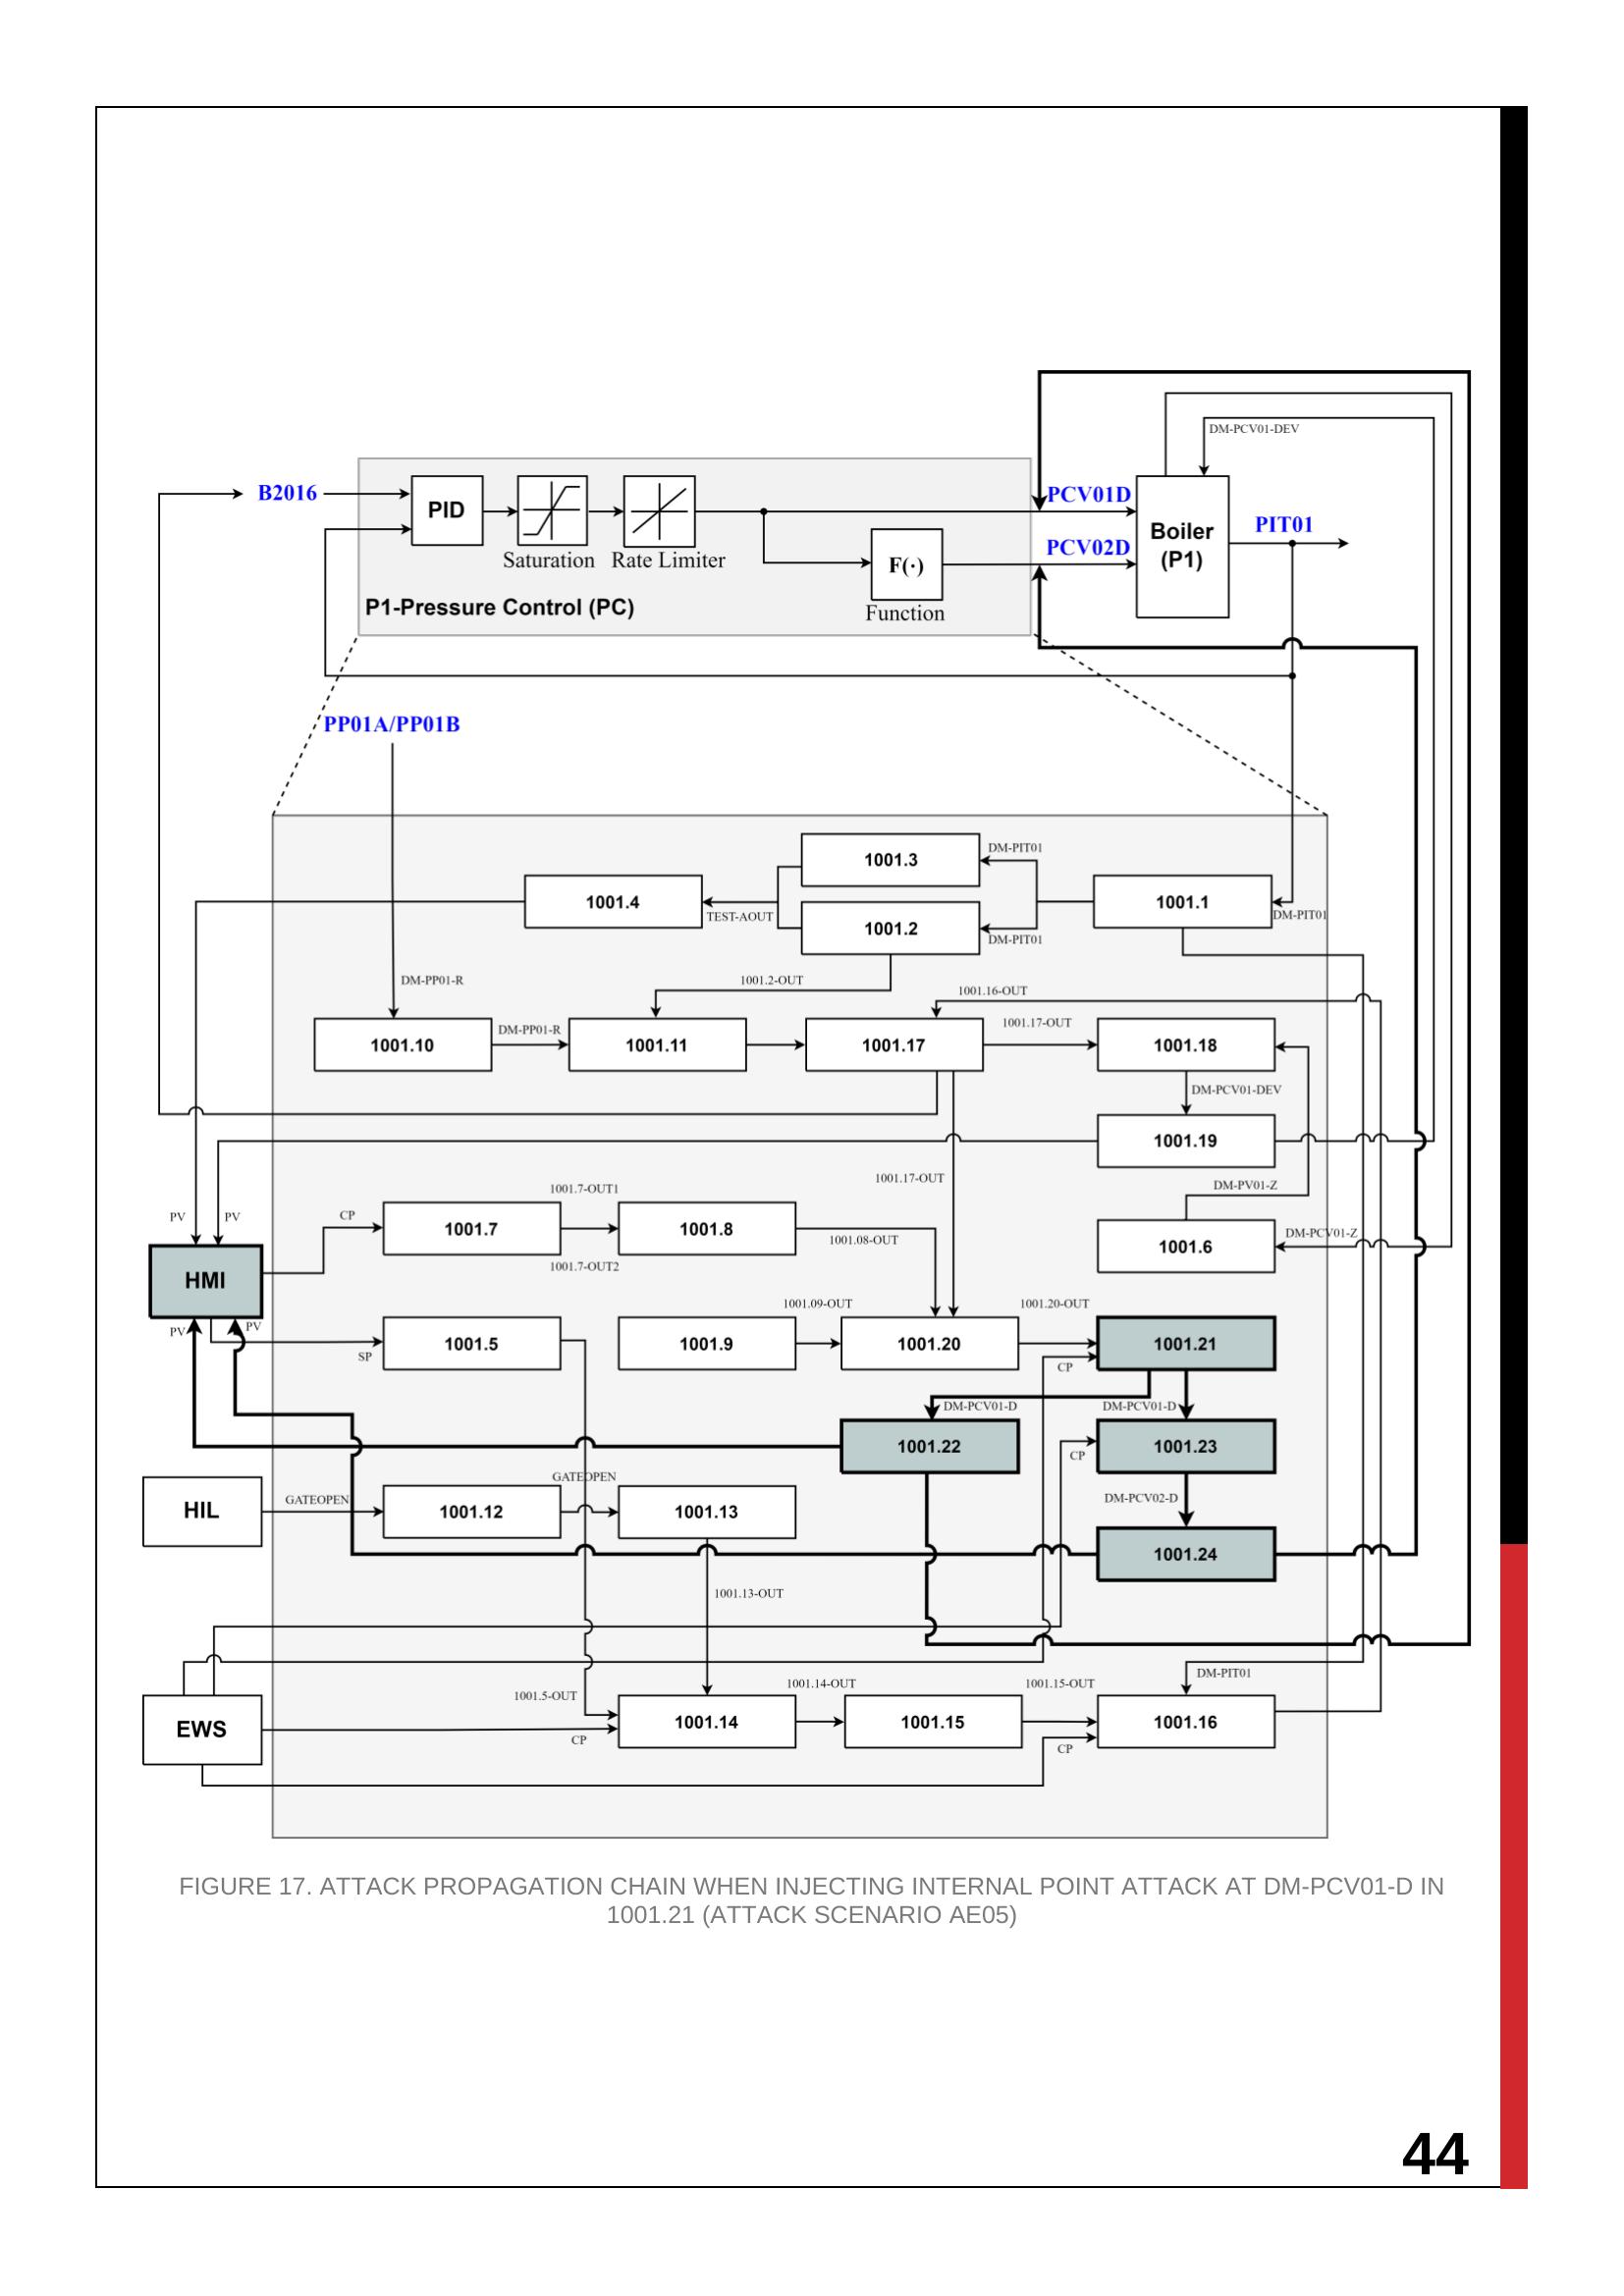 DM-PCV01-DEV
B2016
PID
Saturation
Rate Limiter
F(·)
Function
P1-Pressure Control (PC)
PCV01D
PCV02D
Boiler
(P1)
PIT01
PP01A/PP01B
1001.3
DM-PIT01
1001.4
TEST-AOUT
1001.2
DM-PIT01
1001.1
DM-PIT01
1001.2-OUT
DM-PP01-R
1001.16-OUT
1001.10
DM-PP01-R
1001.11
1001.17
1001.17-OUT
1001.18
DM-PCV01-DEV
1001.19
1001.17-OUT
DM-PV01-Z
PV
PV
CP
1001.7-OUT1
1001.7
1001.8
1001.08-OUT
1001.7-OUT2
1001.6
DM-PCV01-Z
HMI
1001.09-OUT
1001.20-OUT
PV
PV
SP
1001.5
1001.9
1001.20
1001.21
CP
DM-PCV01-D
DM-PCV01-D
1001.22
CP
1001.23
GATEOPEN
HIL
GATEOPEN
1001.12
1001.13
DM-PCV02-D
1001.24
1001.13-OUT
DM-PIT01
1001.5-OUT
1001.14-OUT
1001.15-OUT
EWS
CP
1001.14
1001.15
1001.16
CP
FIGURE 17. ATTACK PROPAGATION CHAIN WHEN INJECTING INTERNAL POINT ATTACK AT DM-PCV01-D IN
1001.21 (ATTACK SCENARIO AE05)
44